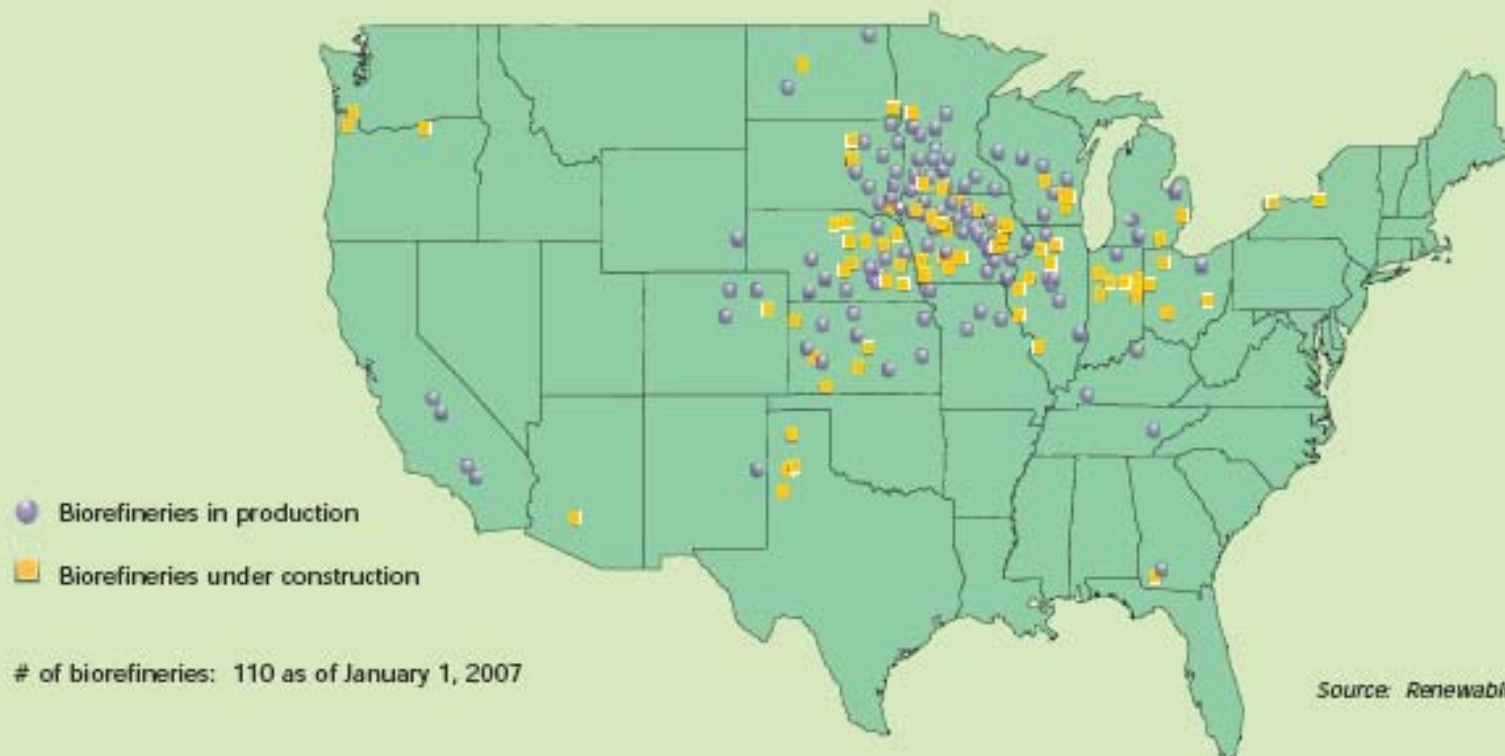 Biorefineries in production
Biorefineries under construction
# of biorefineries: 110 as of January 1, 2007
Source: